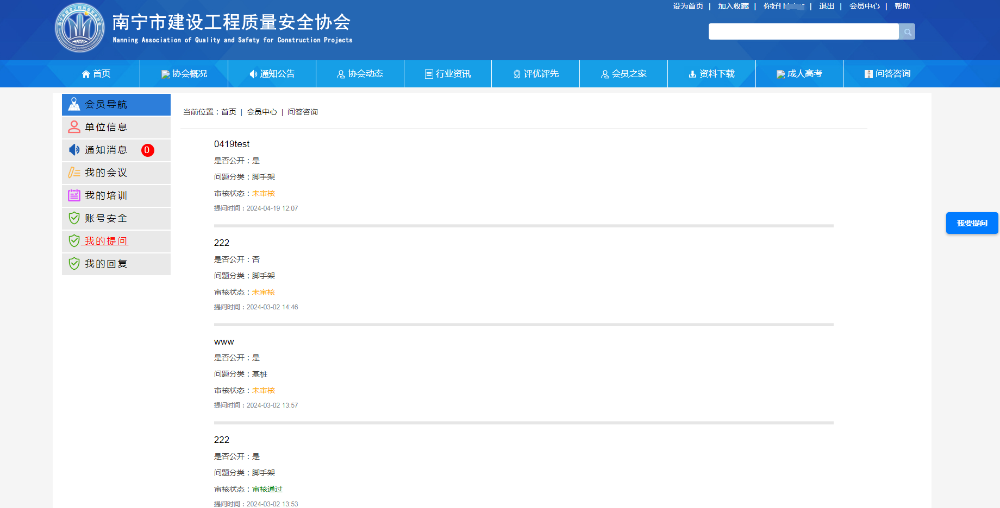 设为首页 | 加入收藏 | 你好! | 退出 | 会员中心 | 帮助
南宁市建设工程质量安全协会
Nanning Association of Quality and Safety for Construction Projects
首页 协会概况 通知公告 协会动态 行业资讯 评优评先 会员之家 资料下载 成人高考 问答咨询
会员导航
单位信息
通知消息 0
我的会议
我的培训
账号安全
我的提问
我的回复
当前位置：首页 | 会员中心 | 问答咨询
0419test
是否公开：是
问题分类：脚手架
审核状态：未审核
提问时间：2024-04-19 12:07
222
是否公开：否
问题分类：脚手架
审核状态：未审核
提问时间：2024-03-02 14:46
www
是否公开：是
问题分类：基桩
审核状态：未审核
提问时间：2024-03-02 13:57
222
是否公开：是
问题分类：脚手架
审核状态：审核通过
提问时间：2024-03-02 13:53
我要提问